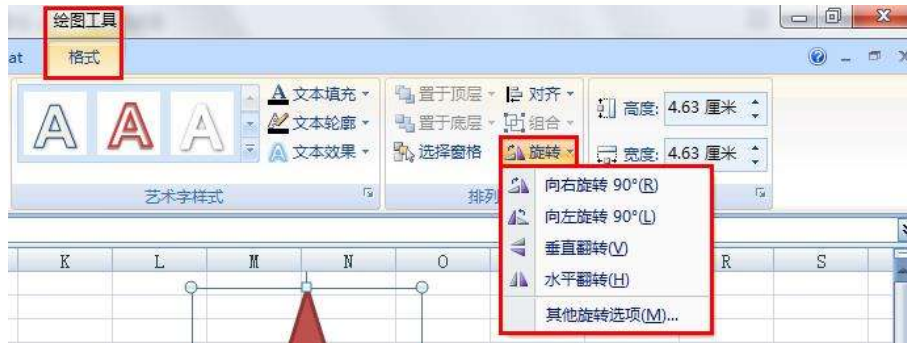 绘图工具
at 格式
A A A
A 文本填充 置于顶层 对齐 高度: 4.63 厘米
文本轮廓 置于底层 组合
A 文本效果 选择窗格 旋转 宽度: 4.63 厘米
艺术字样式 排列
向右旋转 90°(R)
向左旋转 90°(L)
垂直翻转(V)
水平翻转(H)
其他旋转选项(M)...
K L M N O R S